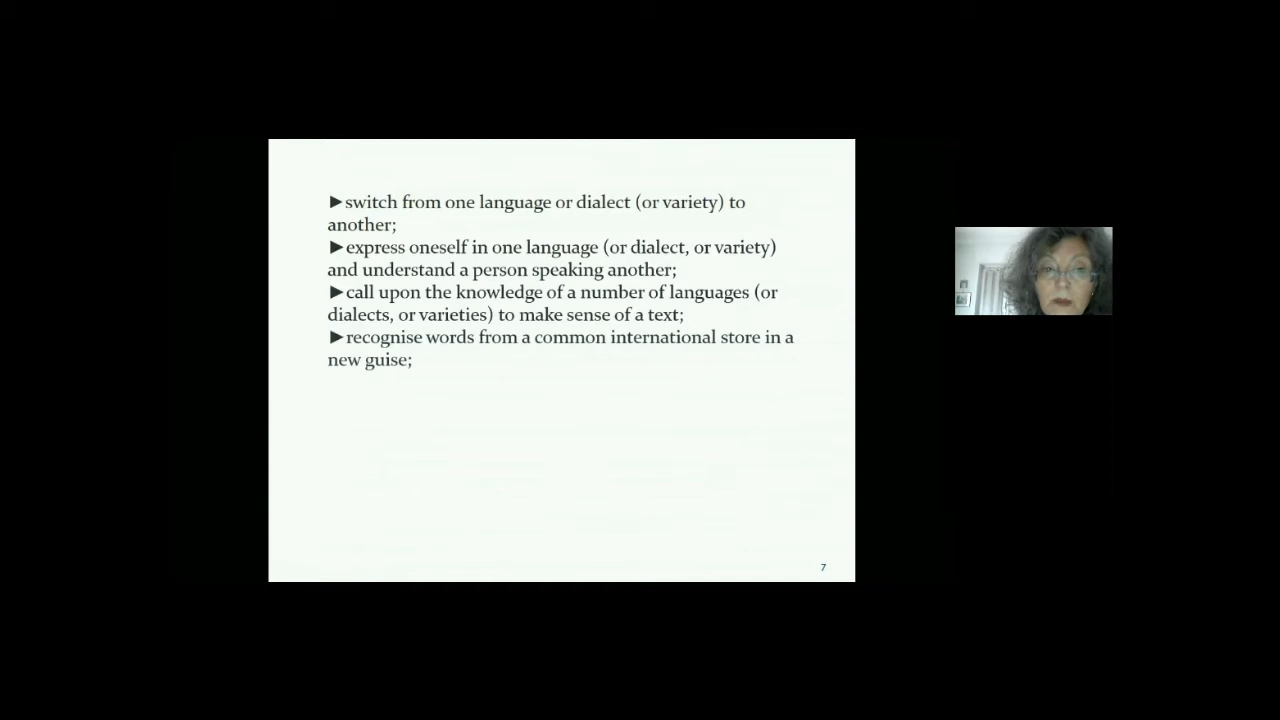 ►switch from one language or dialect (or variety) to
another;
►express oneself in one language (or dialect, or variety)
and understand a person speaking another;
►call upon the knowledge of a number of languages (or
dialects, or varieties) to make sense of a text;
►recognise words from a common international store in a
new guise;
7